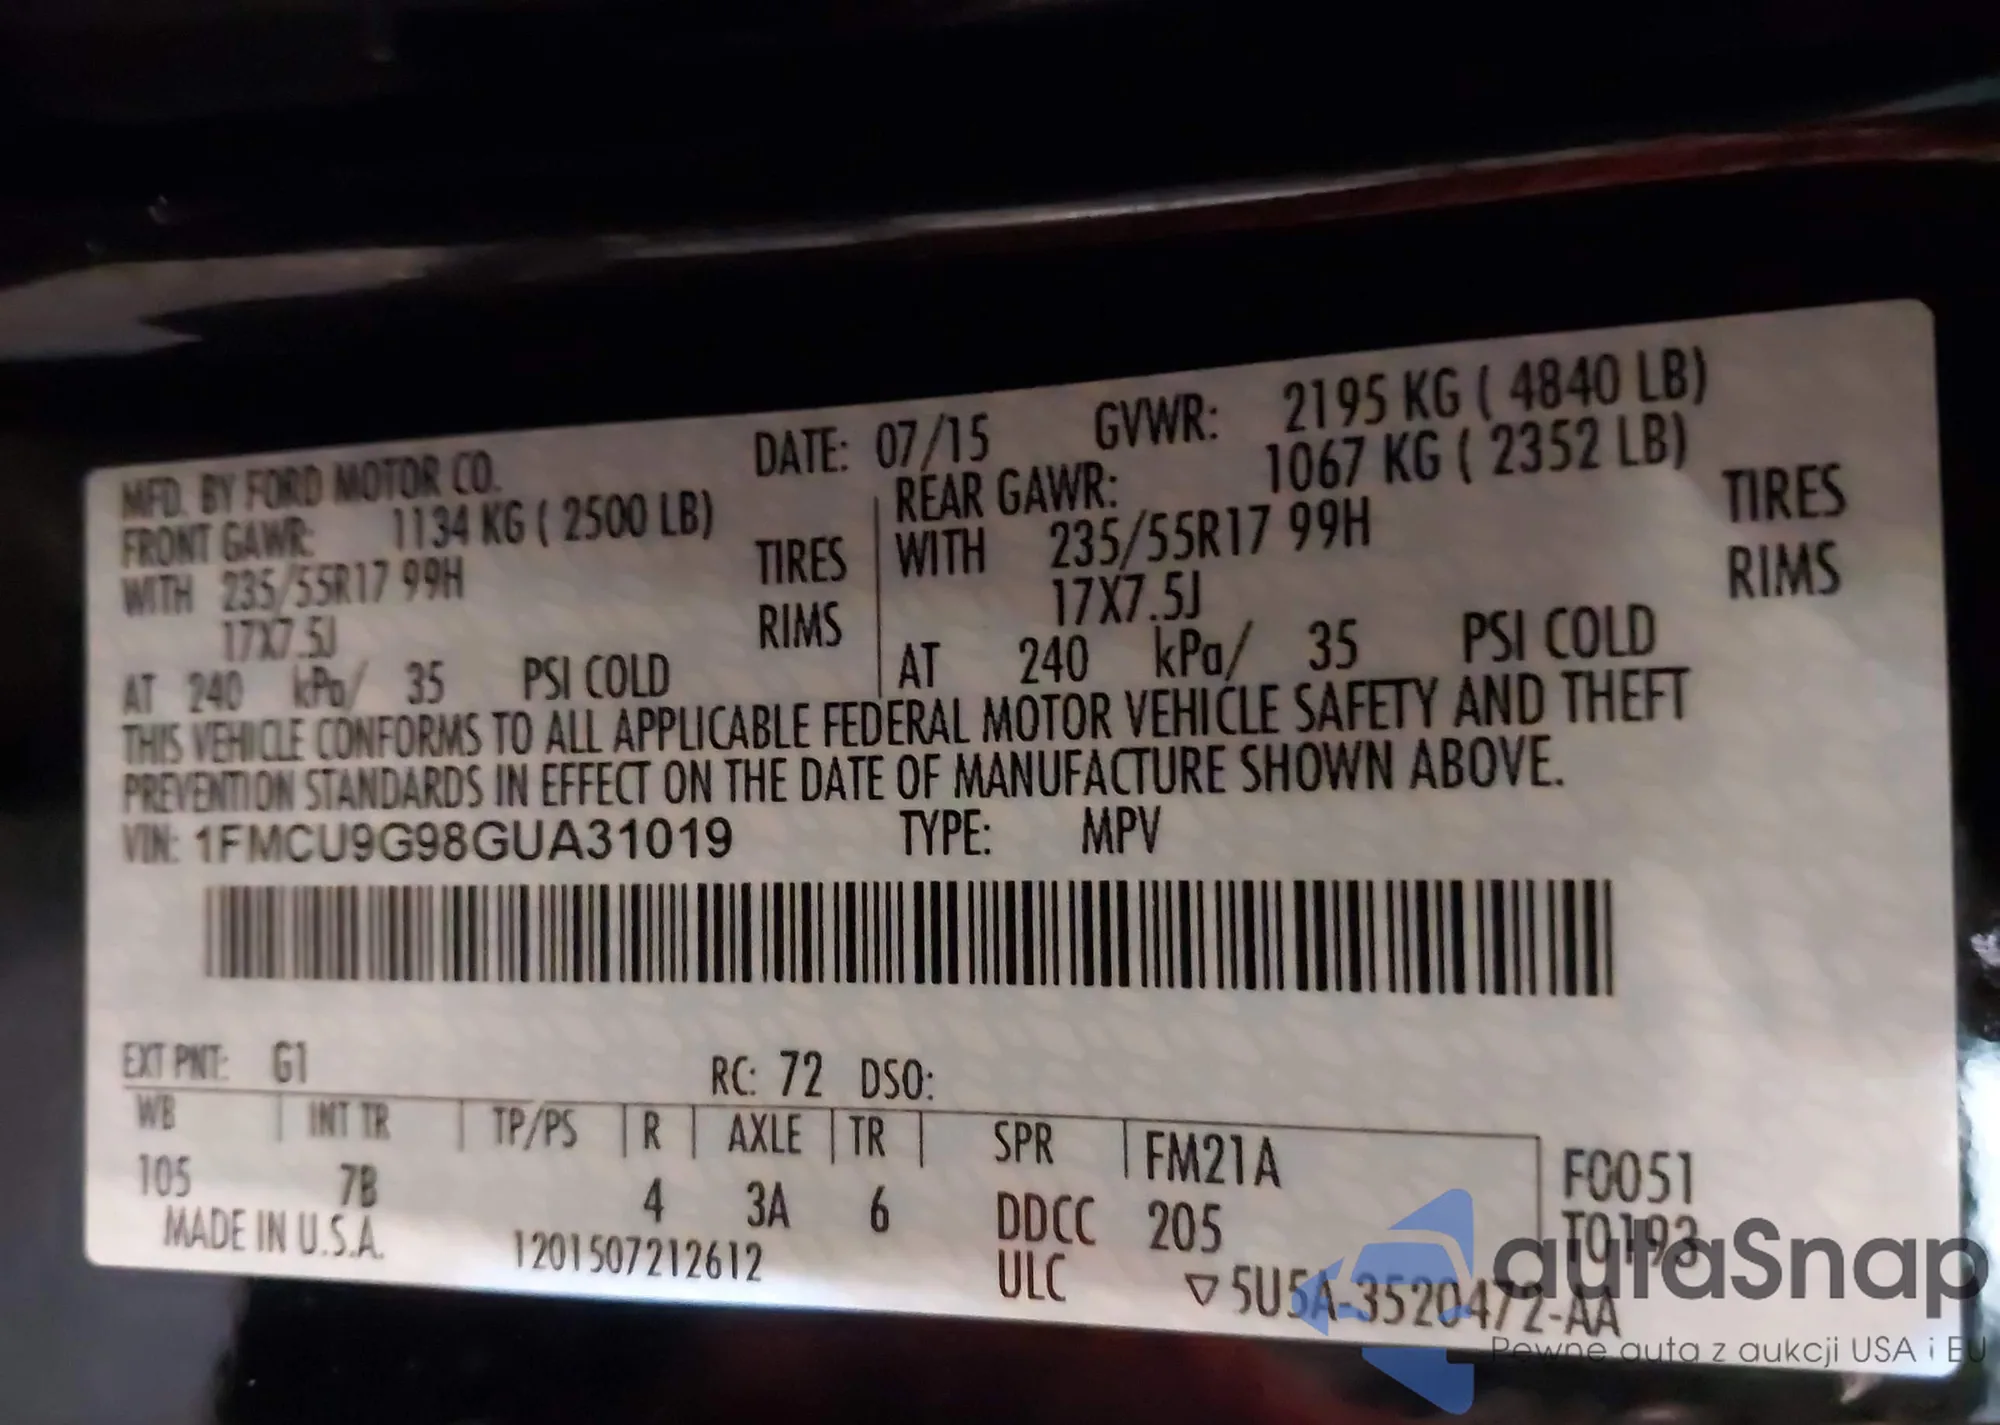 MFD. BY FORD MOTOR CO. DATE: 07/15 GVWR: 2195 KG ( 4840 LB)
FRONT GAWR: 1134 KG ( 2500 LB) REAR GAWR: 1067 KG ( 2352 LB)
WITH 235/55R17 99H TIRES WITH 235/55R17 99H TIRES
17X7.5J RIMS 17X7.5J RIMS
AT 240 kPa/ 35 PSI COLD AT 240 kPa/ 35 PSI COLD
THIS VEHICLE CONFORMS TO ALL APPLICABLE FEDERAL MOTOR VEHICLE SAFETY AND THEFT
PREVENTION STANDARDS IN EFFECT ON THE DATE OF MANUFACTURE SHOWN ABOVE.
VIN: 1FMCU9G98GUA31019 TYPE: MPV
EXT PNT: G1 RC: 72 DSO:
WB INT TR TP/PS R AXLE TR SPR FM21A F0051
105 7B 4 3A 6 DDCC 205 T0193
MADE IN U.S.A. 1201507212612 ULC ▽ 5U5A-3520472-AA
autaSnap
Pewne auta z aukcji USA i EU